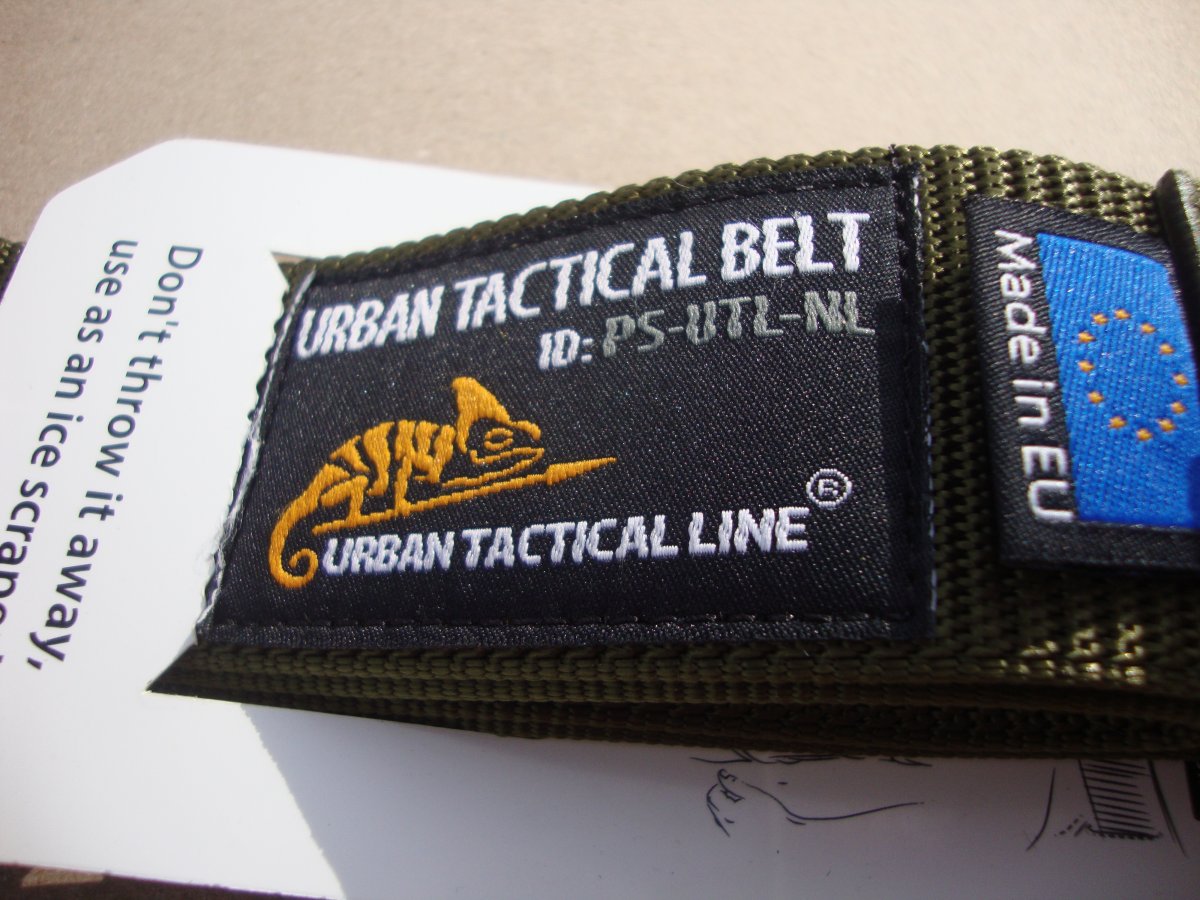 Don't throw it away,
use as an ice scrape
URBAN TACTICAL BELT
ID: PS-UTL-NL
URBAN TACTICAL LINE ®
Made in EU